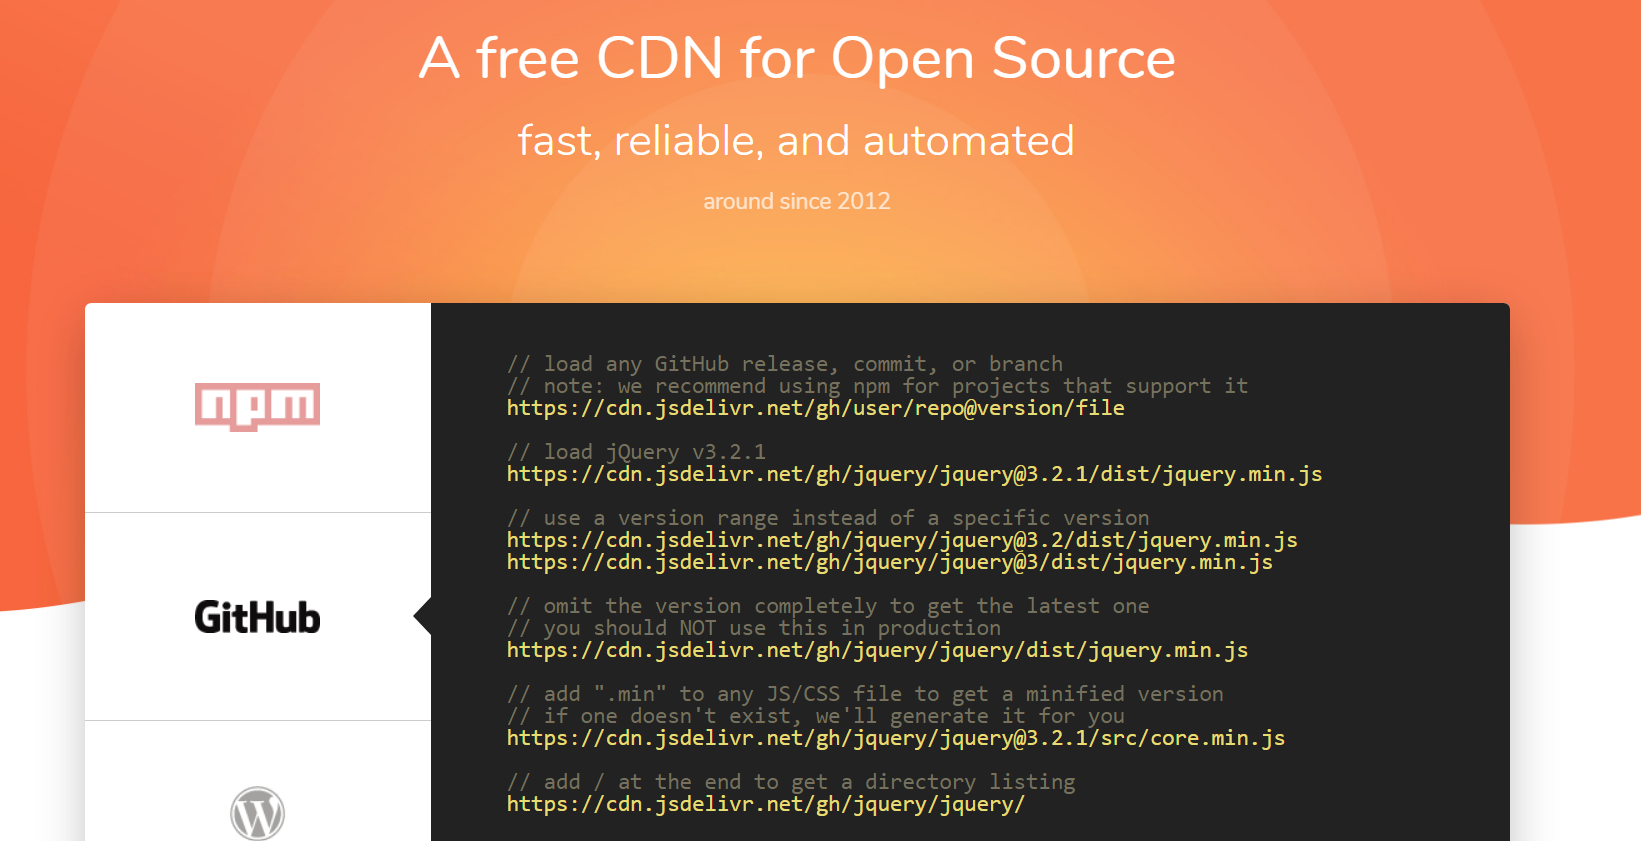 A free CDN for Open Source
fast, reliable, and automated
around since 2012
npm
GitHub
W
// load any GitHub release, commit, or branch
// note: we recommend using npm for projects that support it
https://cdn.jsdelivr.net/gh/user/repo@version/file
// load jQuery v3.2.1
https://cdn.jsdelivr.net/gh/jquery/jquery@3.2.1/dist/jquery.min.js
// use a version range instead of a specific version
https://cdn.jsdelivr.net/gh/jquery/jquery@3.2/dist/jquery.min.js
https://cdn.jsdelivr.net/gh/jquery/jquery@3/dist/jquery.min.js
// omit the version completely to get the latest one
// you should NOT use this in production
https://cdn.jsdelivr.net/gh/jquery/jquery/dist/jquery.min.js
// add ".min" to any JS/CSS file to get a minified version
// if one doesn't exist, we'll generate it for you
https://cdn.jsdelivr.net/gh/jquery/jquery@3.2.1/src/core.min.js
// add / at the end to get a directory listing
https://cdn.jsdelivr.net/gh/jquery/jquery/